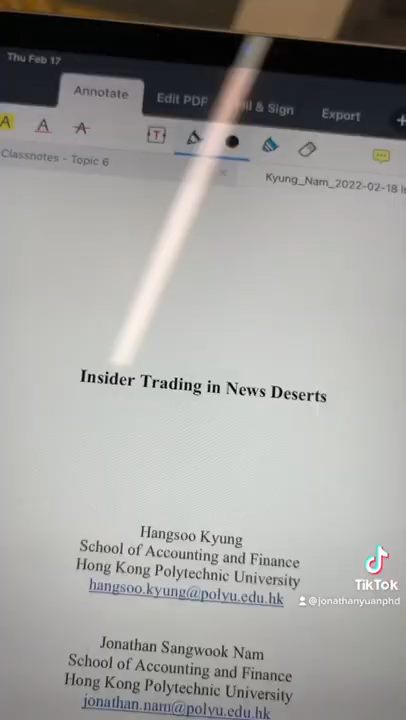 Thu Feb 17
Annotate
Edit PDF
& Sign
Export
A
A
A
T
Classnotes - Topic 6
Kyung_Nam_2022-02-18
Insider Trading in News Deserts
Hangsoo Kyung
School of Accounting and Finance
Hong Kong Polytechnic University
hangsoo.kyung@polyu.edu.hk
TikTok
@jonathanyuanphd
Jonathan Sangwook Nam
School of Accounting and Finance
Hong Kong Polytechnic University
jonathan.nam@polyu.edu.hk